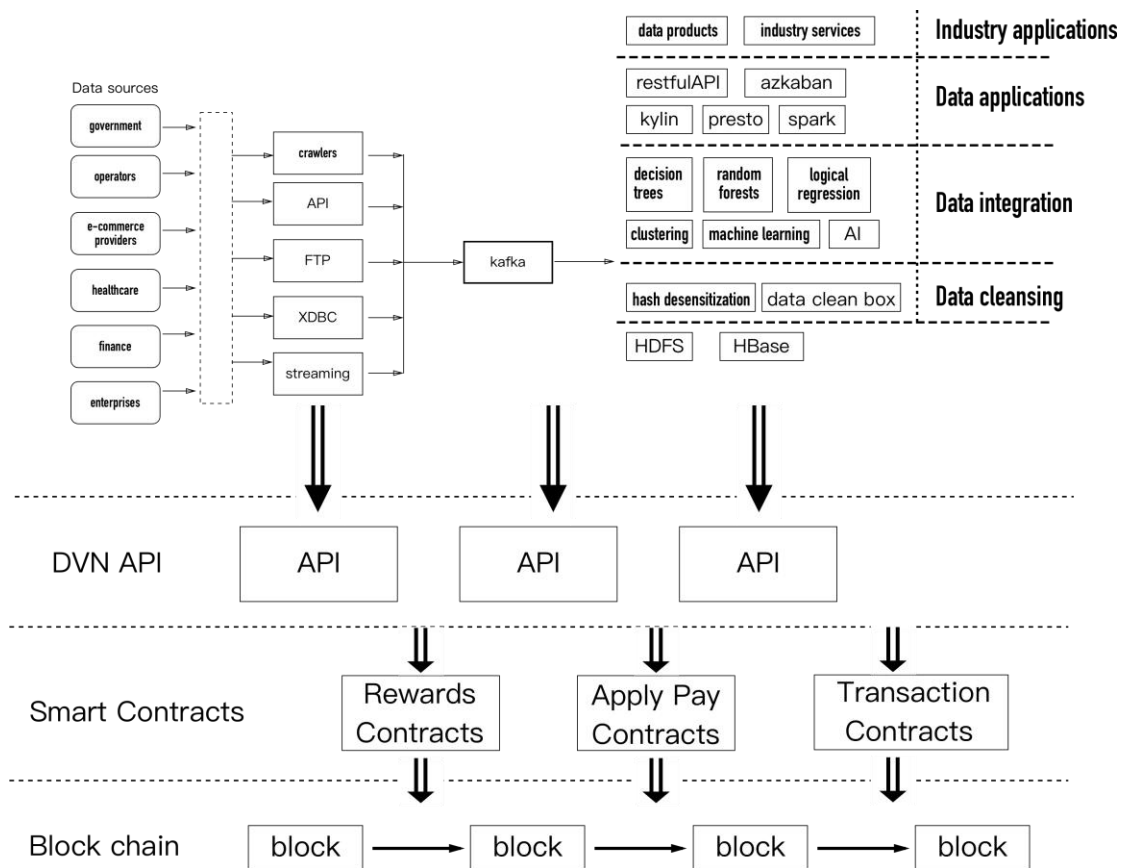 data products
industry services
Industry applications
restfulAPI
azkaban
Data applications
kylin
presto
spark
Data sources
government
operators
e-commerce
providers
healthcare
finance
enterprises
crawlers
API
FTP
XDBC
streaming
kafka
decision
trees
random
forests
logical
regression
Data integration
clustering
machine learning
AI
hash desensitization
data clean box
Data cleansing
HDFS
HBase
DVN API
API
API
API
Smart Contracts
Rewards
Contracts
Apply Pay
Contracts
Transaction
Contracts
Block chain
block
block
block
block